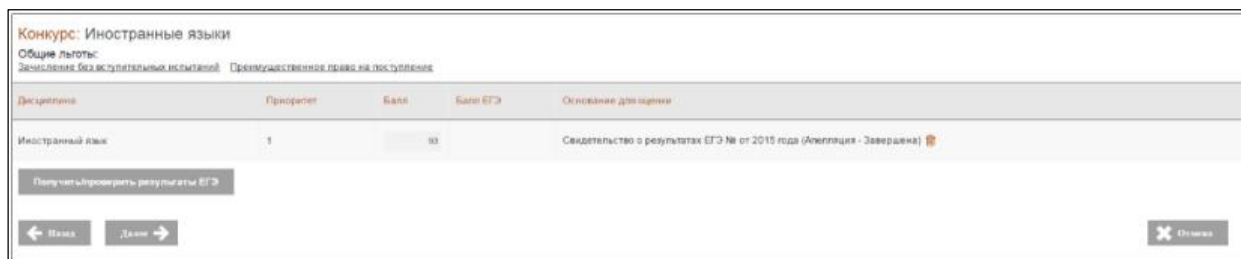 Конкурс: Иностранные языки
Общие льготы:
Зачисление без вступительных испытаний Преимущественное право на поступление
Дисциплина Приоритет Балл Балл ЕГЭ Основание для оценки
Иностранный язык 1 93 Свидетельство о результатах ЕГЭ № от 2015 года (Апелляция - Завершена)
Получить/проверить результаты ЕГЭ
Назад Далее Отмена